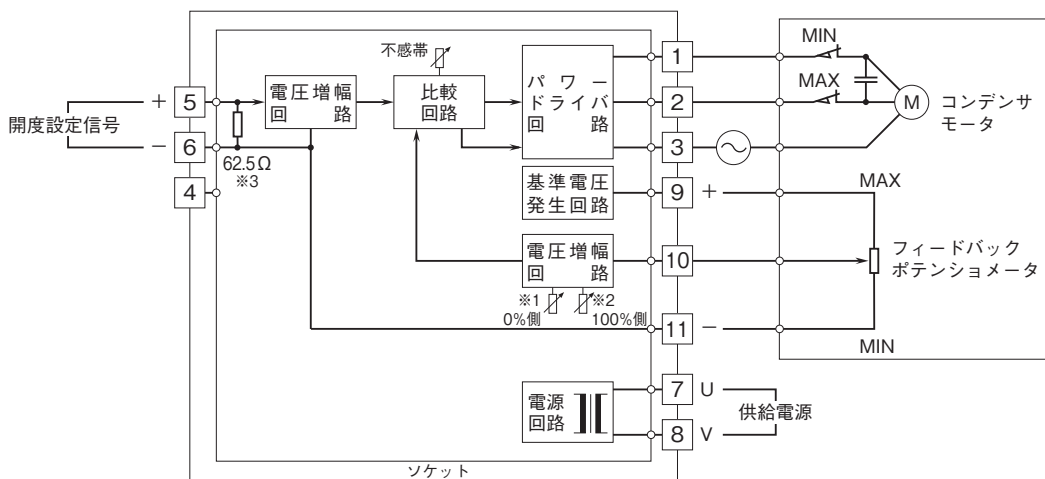 不感帯
電圧増幅
回 路
比較
回路
パ ワ ー
ドライバ
回 路
1
2
3
MIN
MAX
M
コンデンサ
モータ
開度設定信号
+
5
−
6
4
62.5Ω
※3
基準電圧
発生回路
9
+
MAX
電圧増幅
回 路
10
フィードバック
ポテンショメータ
※1
0%側
※2
100%側
11
−
MIN
電源
回路
7
U
8
V
供給電源
ソケット